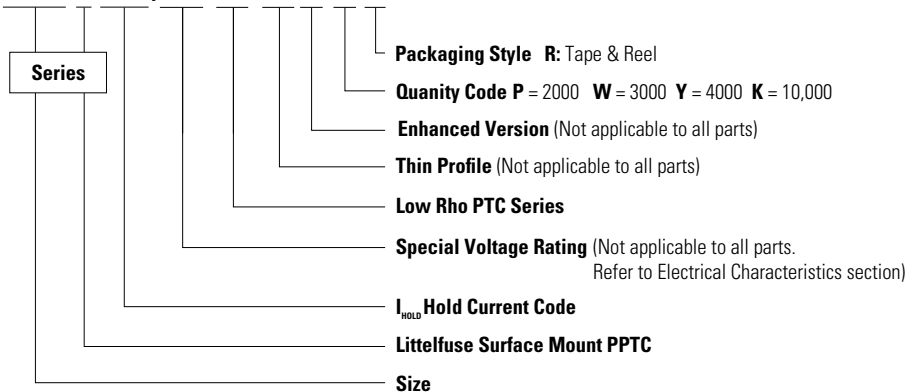 Packaging Style R: Tape & Reel
Series
Quanity Code P = 2000 W = 3000 Y = 4000 K = 10,000
Enhanced Version (Not applicable to all parts)
Thin Profile (Not applicable to all parts)
Low Rho PTC Series
Special Voltage Rating (Not applicable to all parts.
Refer to Electrical Characteristics section)
IHOLD Hold Current Code
Littelfuse Surface Mount PPTC
Size